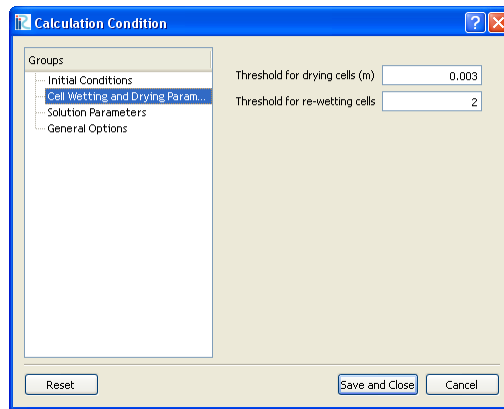 Calculation Condition
Groups
Initial Conditions
Cell Wetting and Drying Param...
Solution Parameters
General Options
Threshold for drying cells (m) 0.003
Threshold for re-wetting cells 2
Reset Save and Close Cancel